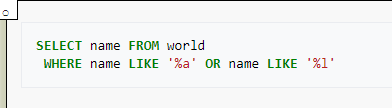 SELECT name FROM world
WHERE name LIKE '%a' OR name LIKE '%l'